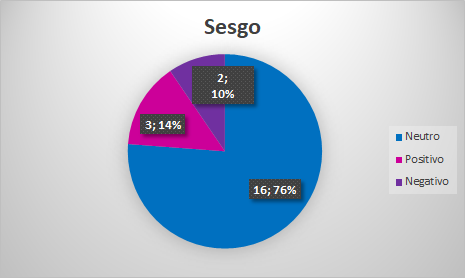 Sesgo
2;
10%
3; 14%
16; 76%
Neutro
Positivo
Negativo